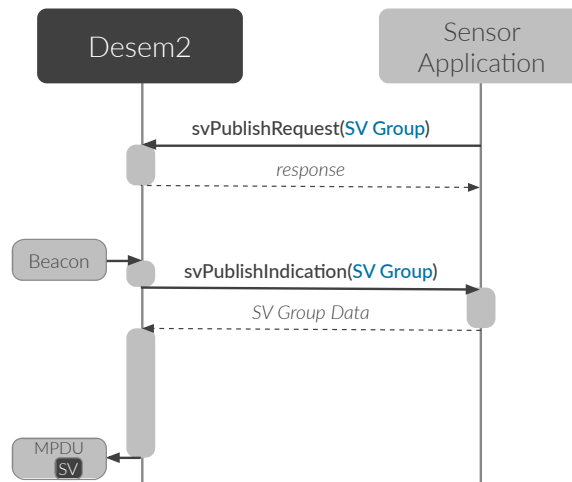 Desem2
Sensor
Application
svPublishRequest(SV Group)
response
Beacon
svPublishIndication(SV Group)
SV Group Data
MPDU
SV